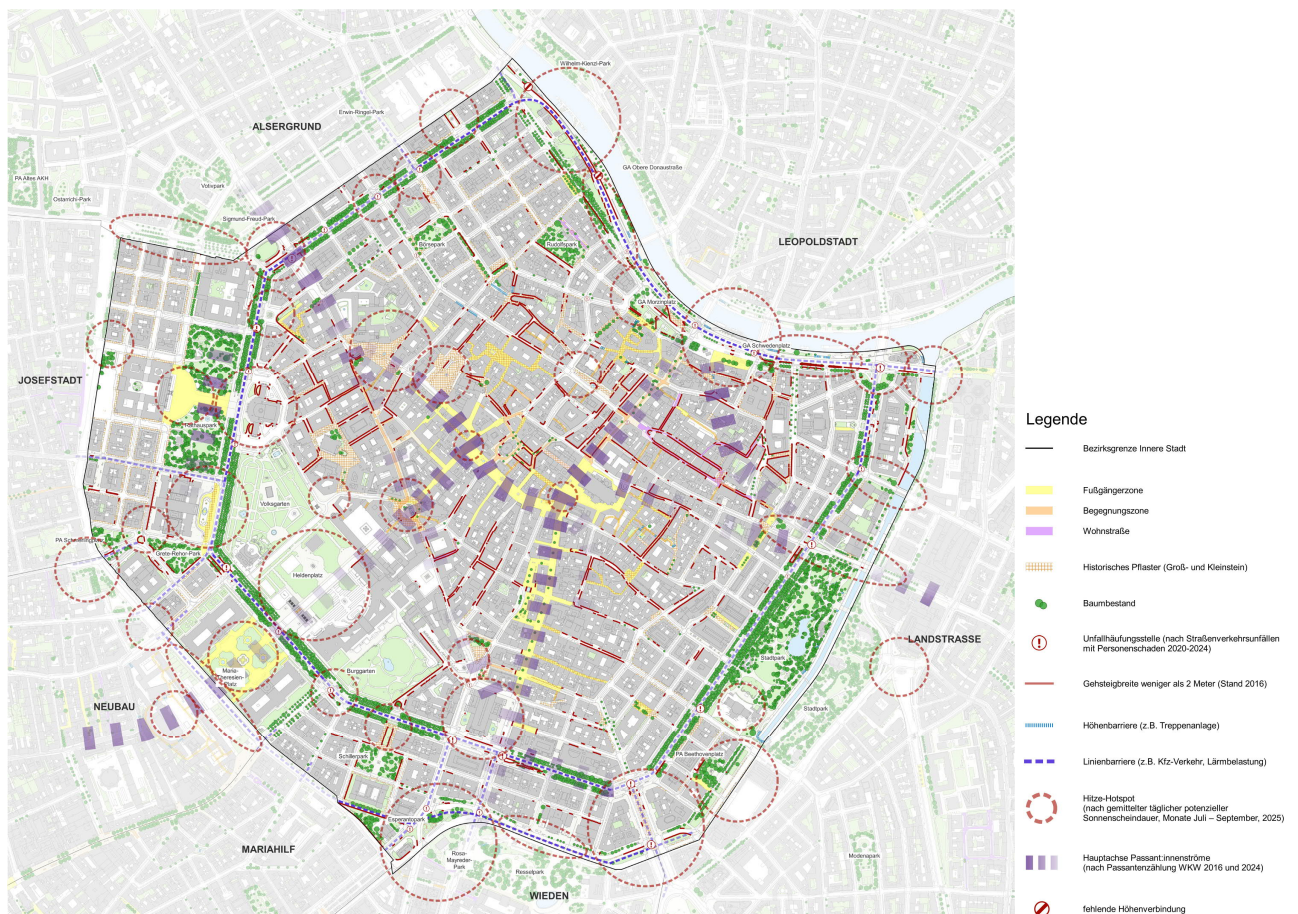 Wilhelm-Kienzl-Park
Erwin-Ringel-Park
ALSERGRUND
GA Obere Donaustraße
PA Altes AKH
Votivpark
Ostarrichi-Park
Sigmund-Freud-Park
LEOPOLDSTADT
Börsepark
Rudolfspark
GA Morzinplatz
GA Schwedenplatz
JOSEFSTADT
Rathauspark
Volksgarten
Grete-Rehor-Park
Heldenplatz
LANDSTRASSE
Maria-
Theresien-
Platz
Burggarten
Stadtpark
NEUBAU
Stadtpark
Schillerpark
PA Beethovenplatz
Esperantopark
MARIAHILF
Rosa-
Mayreder-
Park
Resselpark
Modenapark
WIEDEN
Legende
Bezirksgrenze Innere Stadt
Fußgängerzone
Begegnungszone
Wohnstraße
Historisches Pflaster (Groß- und Kleinstein)
Baumbestand
Unfallhäufungsstelle (nach Straßenverkehrsunfällen
mit Personenschaden 2020-2024)
Gehsteigbreite weniger als 2 Meter (Stand 2016)
Höhenbarriere (z.B. Treppenanlage)
Linienbarriere (z.B. Kfz-Verkehr, Lärmbelastung)
Hitze-Hotspot
(nach gemittelter täglicher potenzieller
Sonnenscheindauer, Monate Juli – September, 2025)
Hauptachse Passant:innenströme
(nach Passantenzählung WKW 2016 und 2024)
fehlende Höhenverbindung